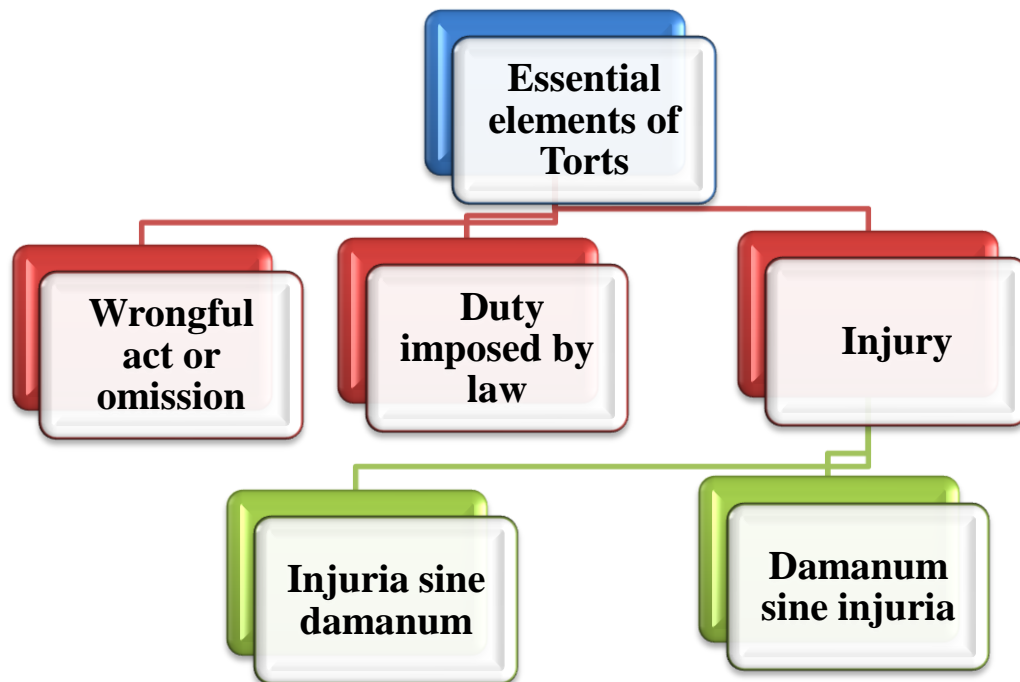 Essential
elements of
Torts
Wrongful
act or
omission
Duty
imposed by
law
Injury
Injuria sine
damanum
Damanum
sine injuria